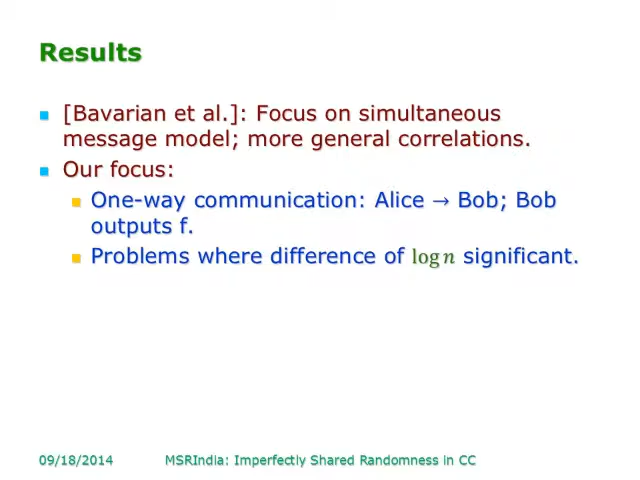 Results
[Bavarian et al.]: Focus on simultaneous
message model; more general correlations.
Our focus:
One-way communication: Alice → Bob; Bob
outputs f.
Problems where difference of log n significant.
09/18/2014 MSRIndia: Imperfectly Shared Randomness in CC